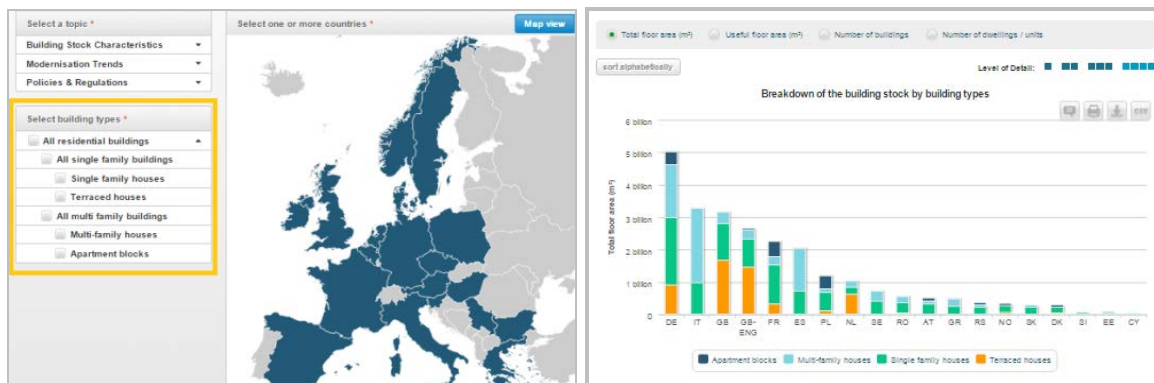 Select a topic *
Building Stock Characteristics
Modernisation Trends
Policies & Regulations
Select building types *
All residential buildings
All single family buildings
Single family houses
Terraced houses
All multi family buildings
Multi-family houses
Apartment blocks
Select one or more countries *
Map view
Total floor area (m²) Useful floor area (m²) Number of buildings Number of dwellings / units
sort alphabetically
Level of Detail:
Breakdown of the building stock by building types
CSV
Total floor area (m²)
6 billion
5 billion
4 billion
3 billion
2 billion
1 billion
0
DE IT GB GB-ENG FR ES PL NL SE RO AT GR RS NO SK DK SI EE CY
Apartment blocks Multi-family houses Single family houses Terraced houses